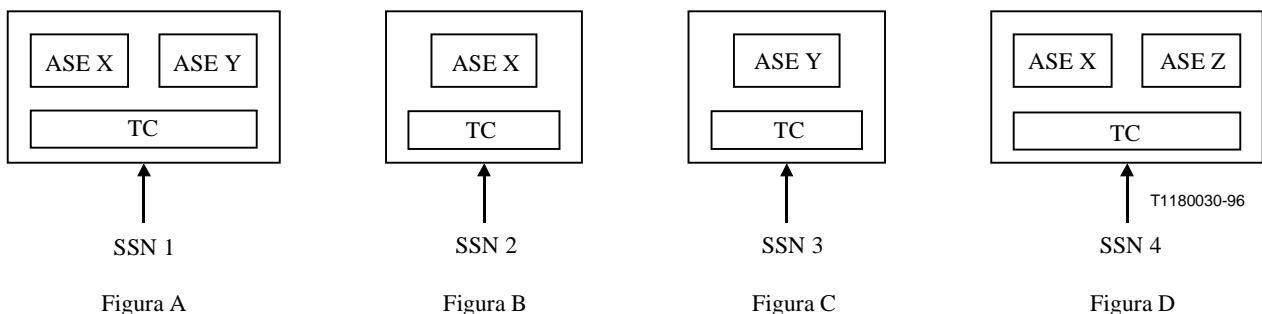 ASE X ASE Y ASE X ASE Y ASE X ASE Z
TC TC TC TC
T1180030-96
SSN 1 SSN 2 SSN 3 SSN 4
Figura A Figura B Figura C Figura D